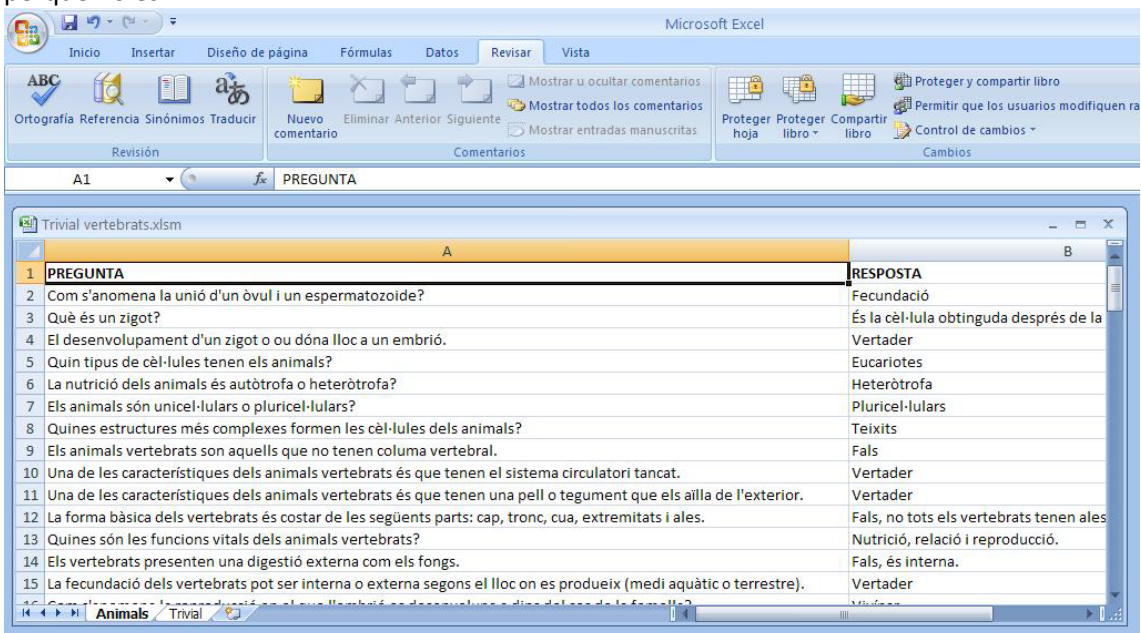 Microsoft Excel
Inicio Insertar Diseño de página Fórmulas Datos Revisar Vista
ABC
Ortografía Referencia Sinónimos Traducir
Nuevo comentario
Eliminar Anterior Siguiente
Mostrar u ocultar comentarios
Mostrar todos los comentarios
Mostrar entradas manuscritas
Proteger hoja
Proteger libro
Compartir libro
Proteger y compartir libro
Permitir que los usuarios modifiquen ra
Control de cambios
Revisión Comentarios Cambios
A1 fx PREGUNTA
Trivial vertebrats.xlsm
A B
1 PREGUNTA RESPOSTA
2 Com s'anomena la unió d'un òvul i un espermatozoide? Fecundació
3 Què és un zigot? És la cèl·lula obtinguda després de la
4 El desenvolupament d'un zigot o ou dóna lloc a un embrió. Vertader
5 Quin tipus de cèl·lules tenen els animals? Eucariotes
6 La nutrició dels animals és autòtrofa o heteròtrofa? Heteròtrofa
7 Els animals són unicel·lulars o pluricel·lulars? Pluricel·lulars
8 Quines estructures més complexes formen les cèl·lules dels animals? Teixits
9 Els animals vertebrats son aquells que no tenen columa vertebral. Fals
10 Una de les característiques dels animals vertebrats és que tenen el sistema circulatori tancat. Vertader
11 Una de les característiques dels animals vertebrats és que tenen una pell o tegument que els aïlla de l'exterior. Vertader
12 La forma bàsica dels vertebrats és costar de les següents parts: cap, tronc, cua, extremitats i ales. Fals, no tots els vertebrats tenen ales
13 Quines són les funcions vitals dels animals vertebrats? Nutrició, relació i reproducció.
14 Els vertebrats presenten una digestió externa com els fongs. Fals, és interna.
15 La fecundació dels vertebrats pot ser interna o externa segons el lloc on es produeix (medi aquàtic o terrestre). Vertader
Animals Trivial